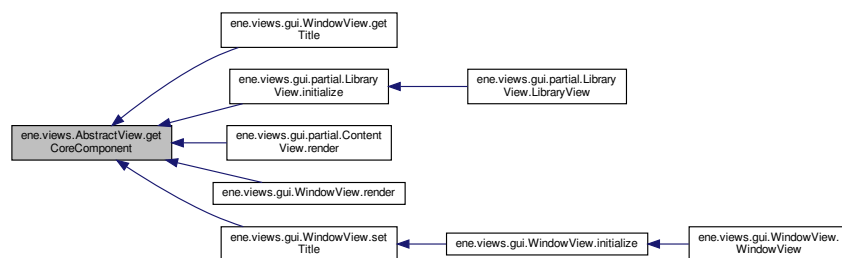 ene.views.gui.WindowView.get
Title
ene.views.gui.partial.Library
View.initialize
ene.views.gui.partial.Library
View.LibraryView
ene.views.AbstractView.get
CoreComponent
ene.views.gui.partial.Content
View.render
ene.views.gui.WindowView.render
ene.views.gui.WindowView.set
Title
ene.views.gui.WindowView.initialize
ene.views.gui.WindowView.
WindowView